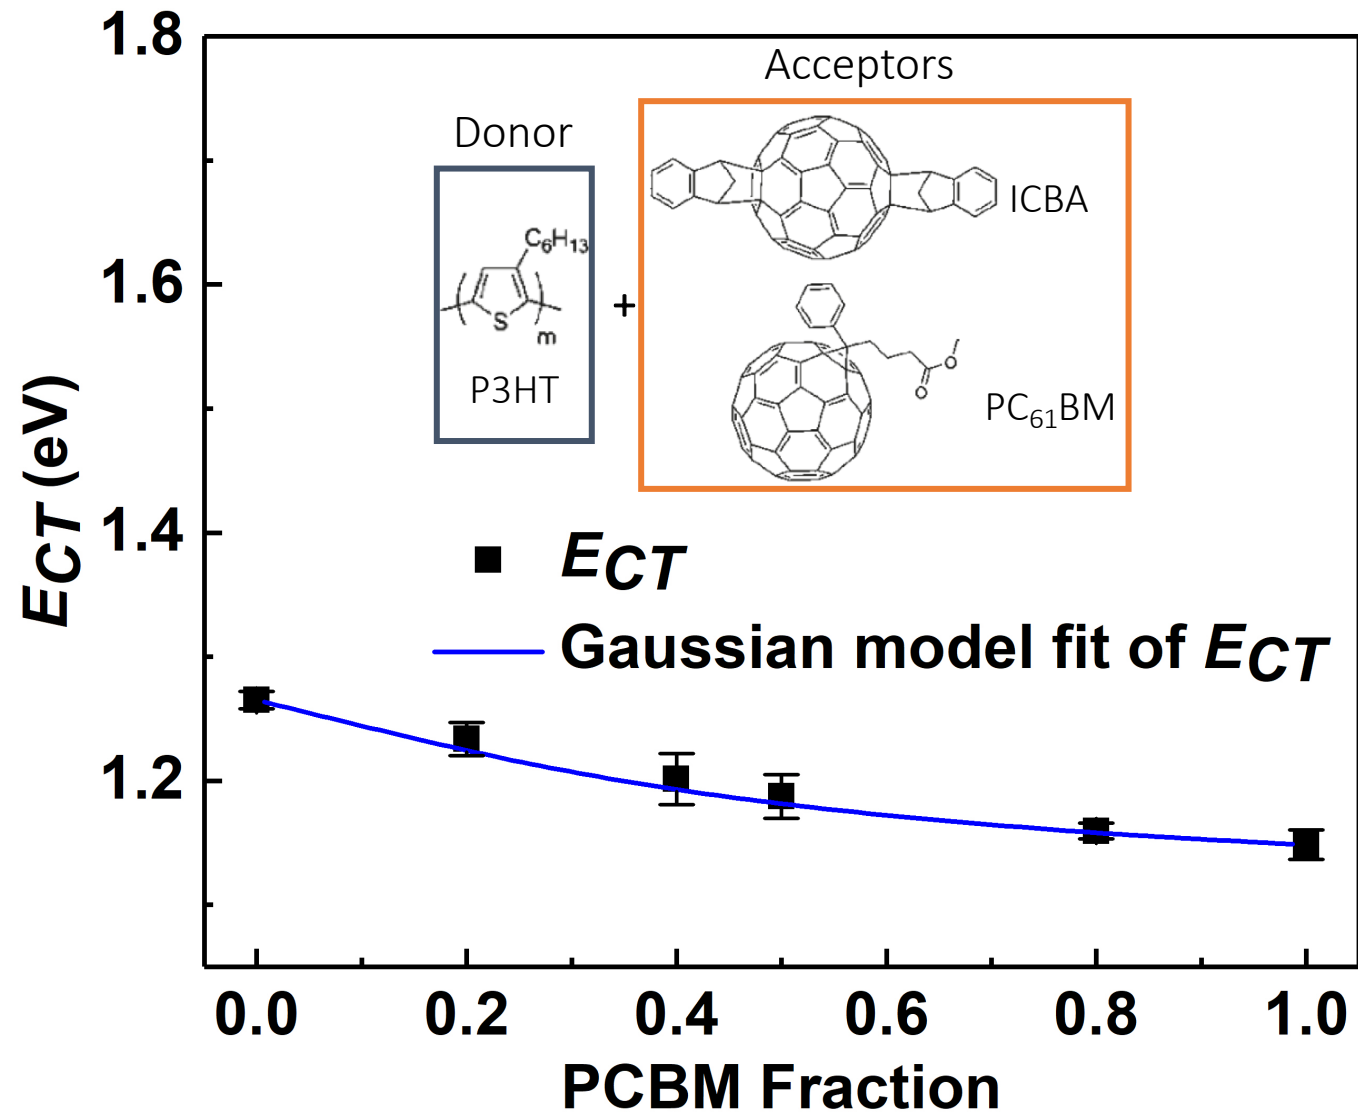 1.8
1.6
1.4
1.2
E_CT (eV)
Acceptors
Donor
C6H13
S
m
P3HT
+
ICBA
O
O
PC61BM
ECT
Gaussian model fit of ECT
0.0 0.2 0.4 0.6 0.8 1.0
PCBM Fraction